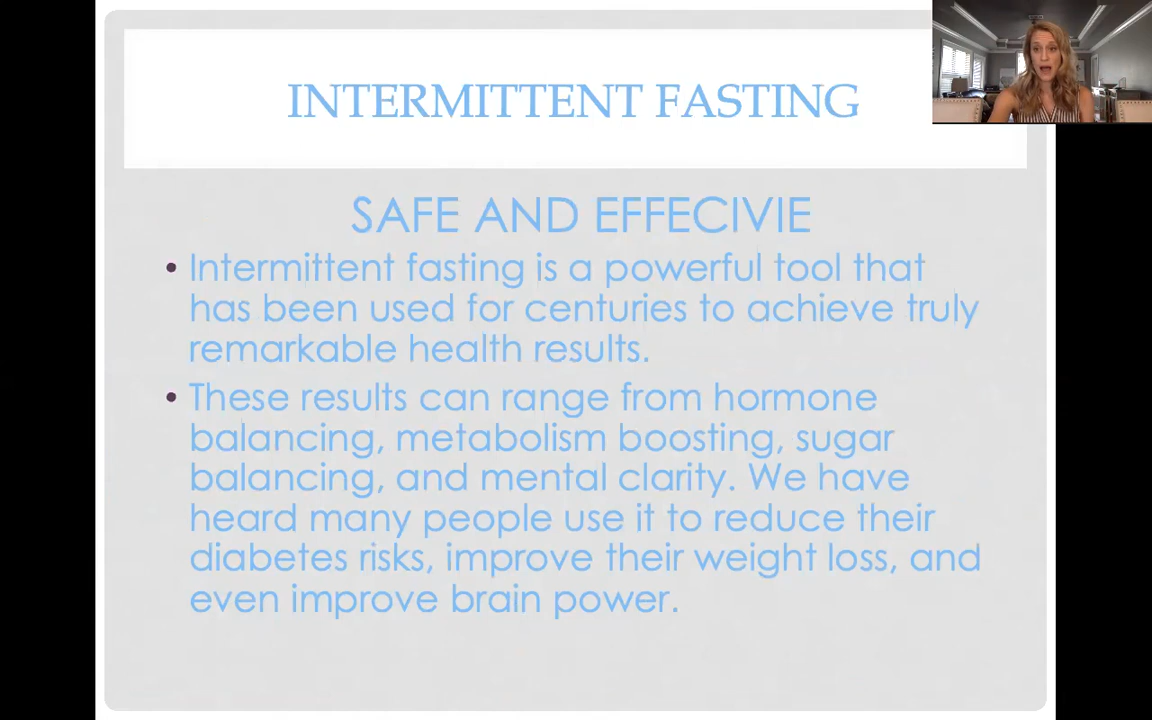 INTERMITTENT FASTING
SAFE AND EFFECIVIE
• Intermittent fasting is a powerful tool that
has been used for centuries to achieve truly
remarkable health results.
• These results can range from hormone
balancing, metabolism boosting, sugar
balancing, and mental clarity. We have
heard many people use it to reduce their
diabetes risks, improve their weight loss, and
even improve brain power.